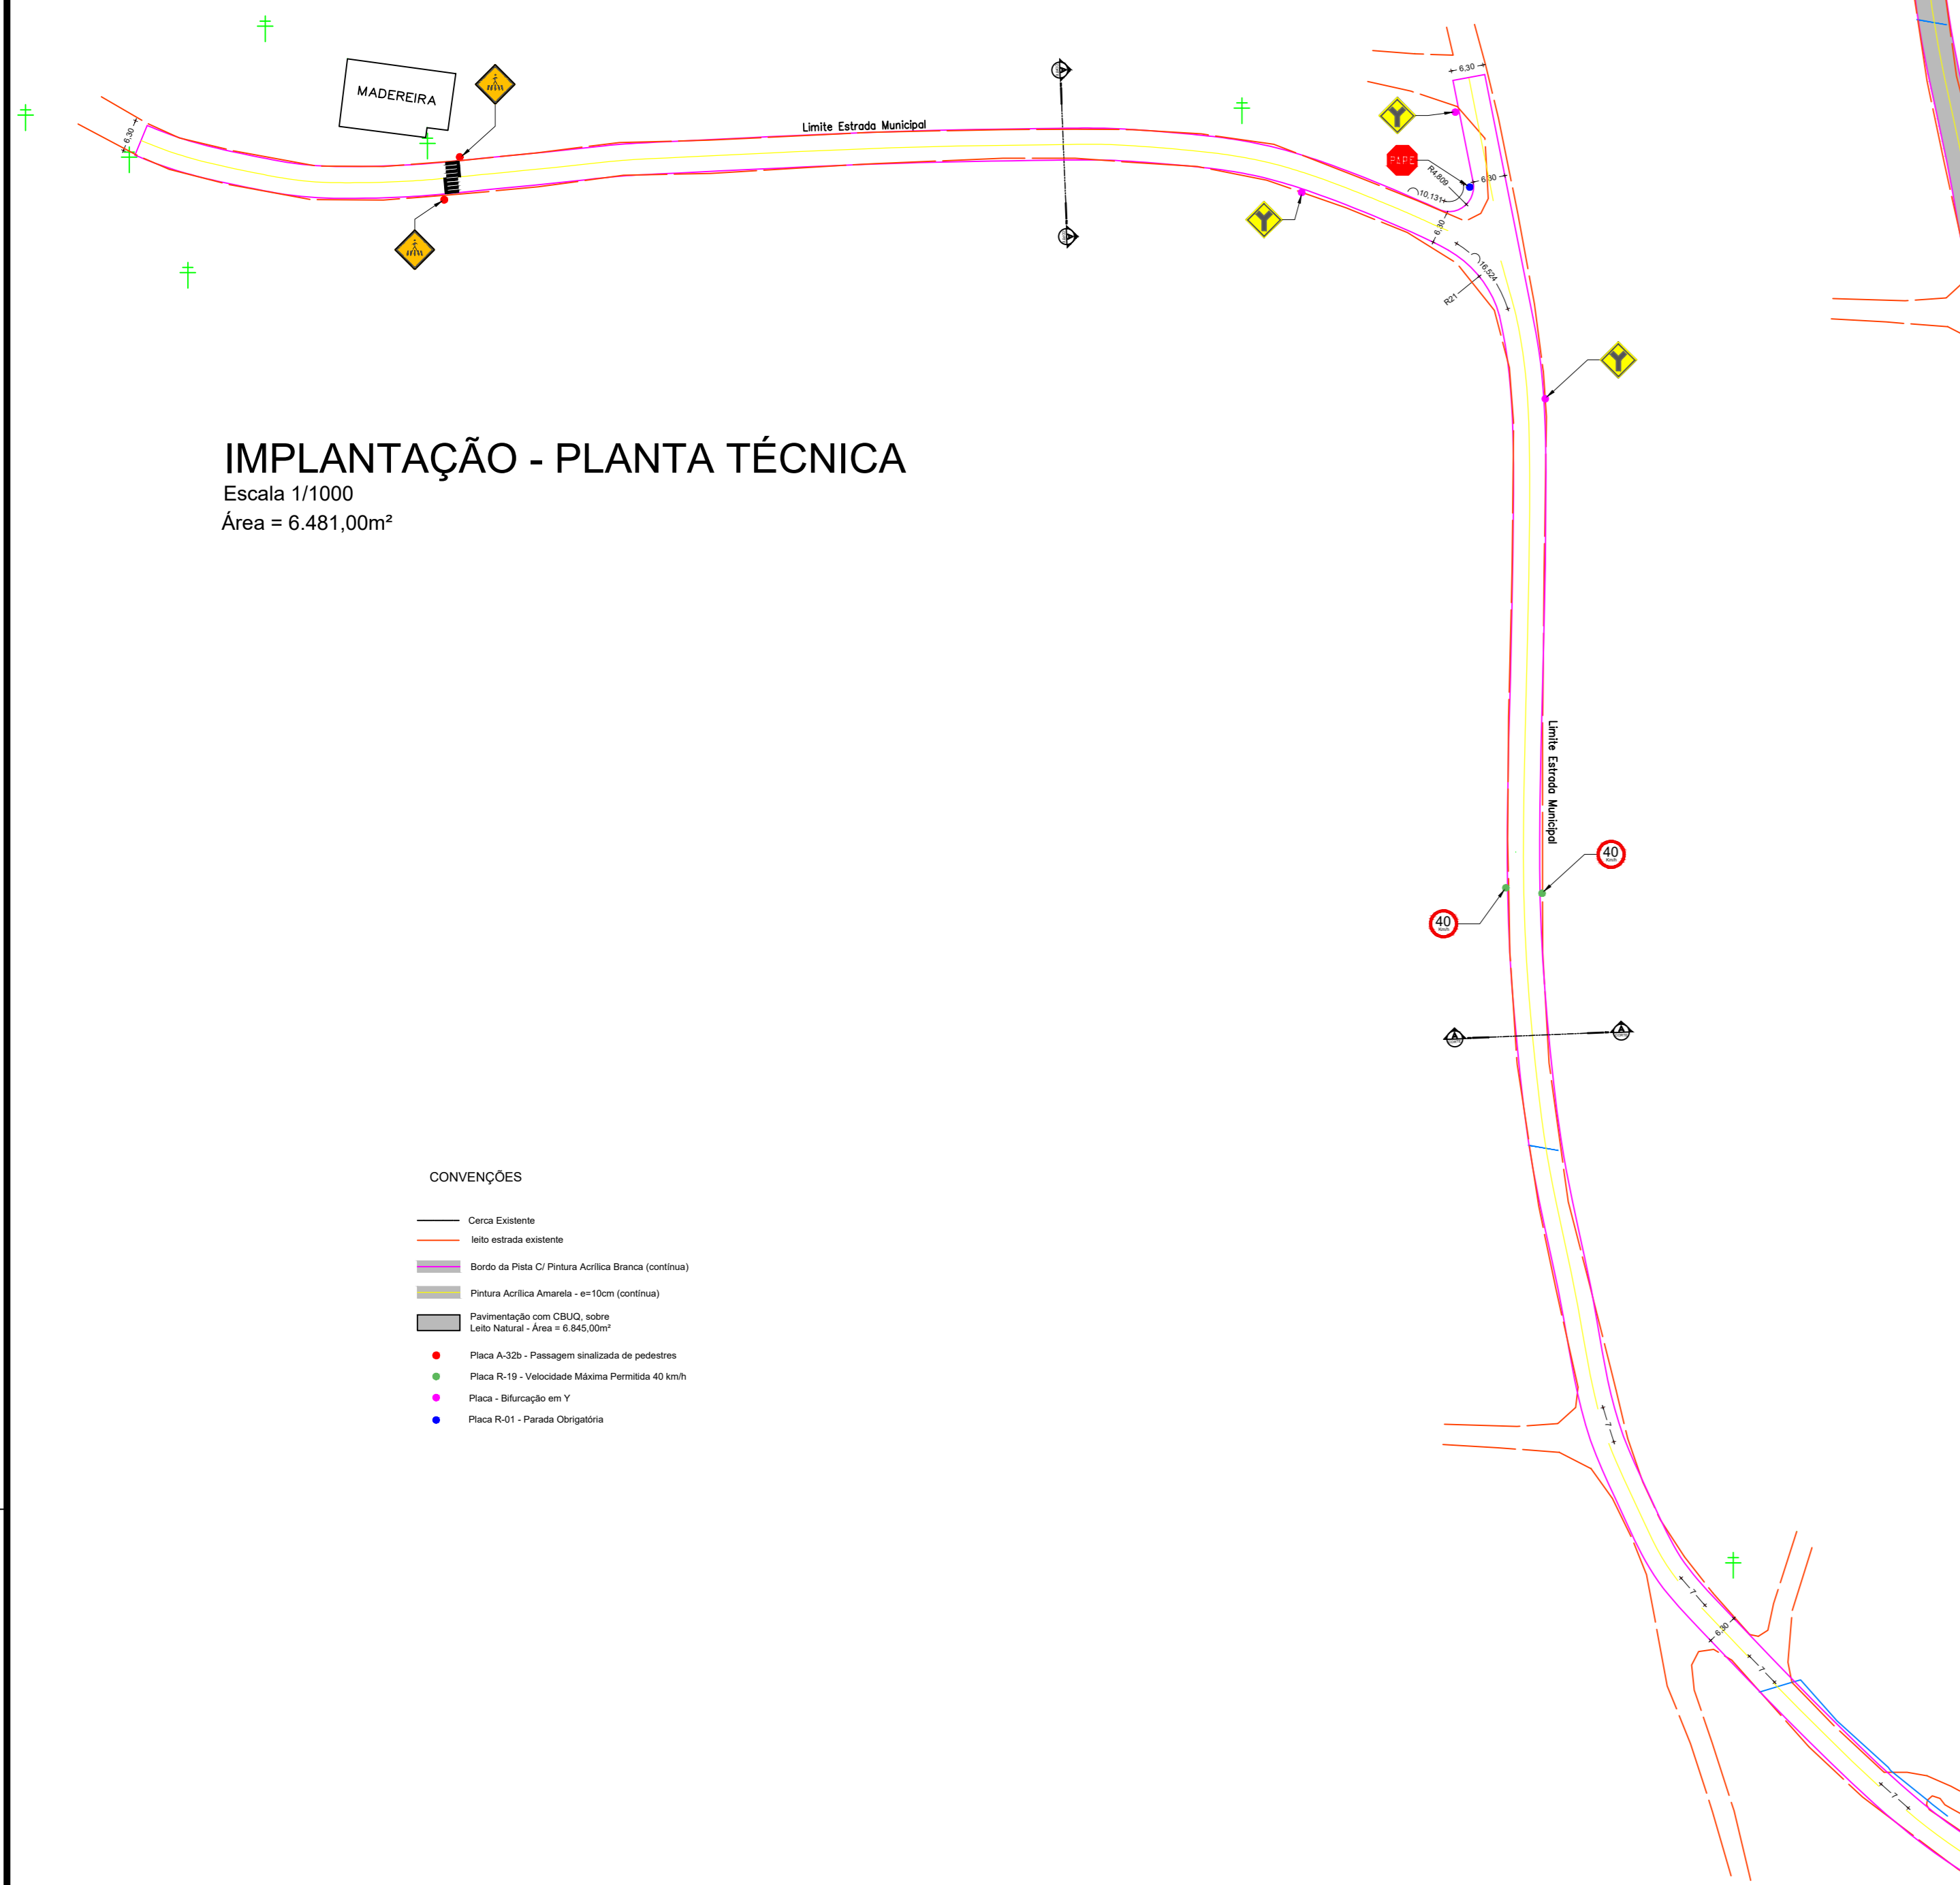 MADEREIRA
6,30
Limite Estrada Municipal
6,30
PARE
R4,809
10,131
6,30
6,30
16,524
R21
IMPLANTAÇÃO - PLANTA TÉCNICA
Escala 1/1000
Área = 6.481,00m²
Limite Estrada Municipal
40
Km/h
40
Km/h
A
A
CONVENÇÕES
Cerca Existente
leito estrada existente
Bordo da Pista C/ Pintura Acrílica Branca (contínua)
Pintura Acrílica Amarela - e=10cm (contínua)
Pavimentação com CBUQ, sobre
Leito Natural - Área = 6.845,00m²
Placa A-32b - Passagem sinalizada de pedestres
Placa R-19 - Velocidade Máxima Permitida 40 km/h
Placa - Bifurcação em Y
Placa R-01 - Parada Obrigatória
7
7
6,30
7
7